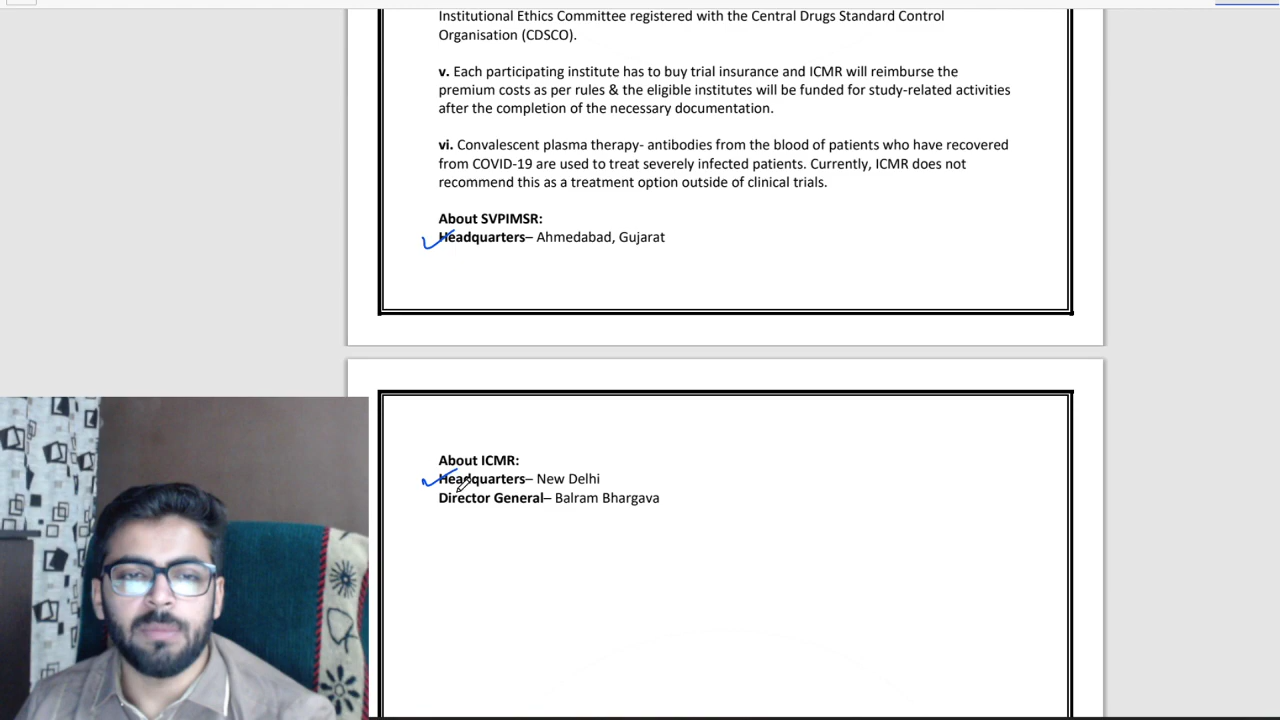 Institutional Ethics Committee registered with the Central Drugs Standard Control
Organisation (CDSCO).
v. Each participating institute has to buy trial insurance and ICMR will reimburse the
premium costs as per rules & the eligible institutes will be funded for study-related activities
after the completion of the necessary documentation.
vi. Convalescent plasma therapy- antibodies from the blood of patients who have recovered
from COVID-19 are used to treat severely infected patients. Currently, ICMR does not
recommend this as a treatment option outside of clinical trials.
About SVPIMSR:
Headquarters– Ahmedabad, Gujarat
About ICMR:
Headquarters– New Delhi
Director General– Balram Bhargava